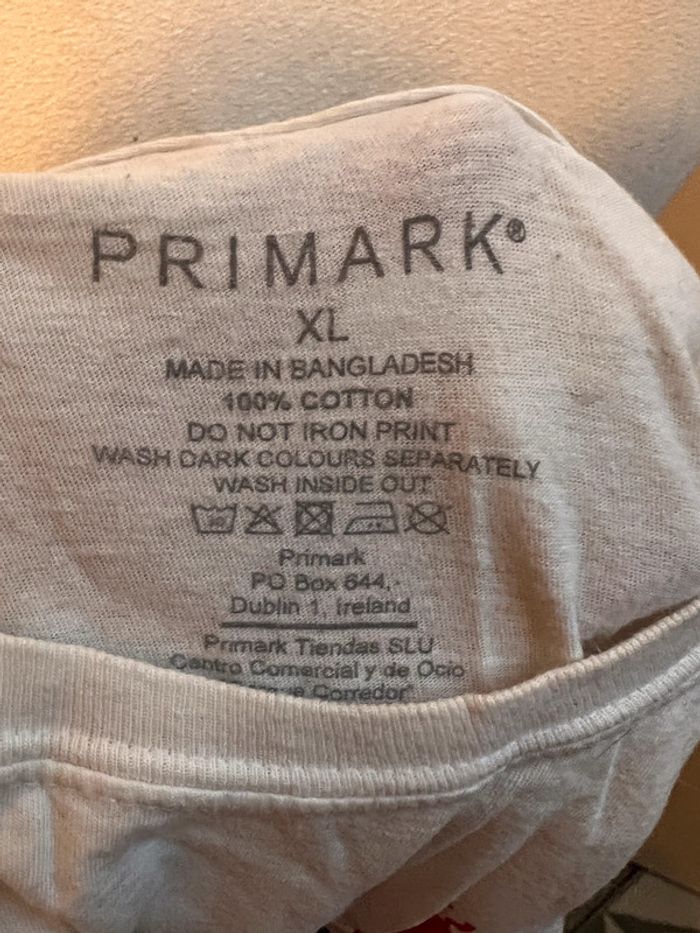 PRIMARK®
XL
MADE IN BANGLADESH
100% COTTON
DO NOT IRON PRINT
WASH DARK COLOURS SEPARATELY
WASH INSIDE OUT
Primark
PO Box 644,
Dublin 1, Ireland
Primark Tiendas SLU
Centro Comercial y de Ocio
Corredor"